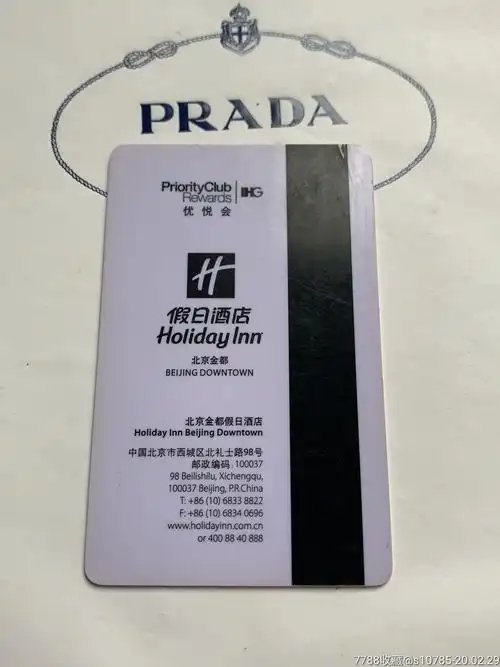 PRADA
PriorityClub
Rewards
IHG
优悦会
H
假日酒店
Holiday Inn
北京金都
BEIJING DOWNTOWN
北京金都假日酒店
Holiday Inn Beijing Downtown
中国北京市西城区北礼士路98号
邮政编码: 100037
98 Beilishilu, Xichengqu,
100037 Beijing, P.R.China
T: +86 (10) 6833 8822
F: +86 (10) 6834 0696
www.holidayinn.com.cn
or 400 88 40 888
7788收藏@s10785-20.02.29